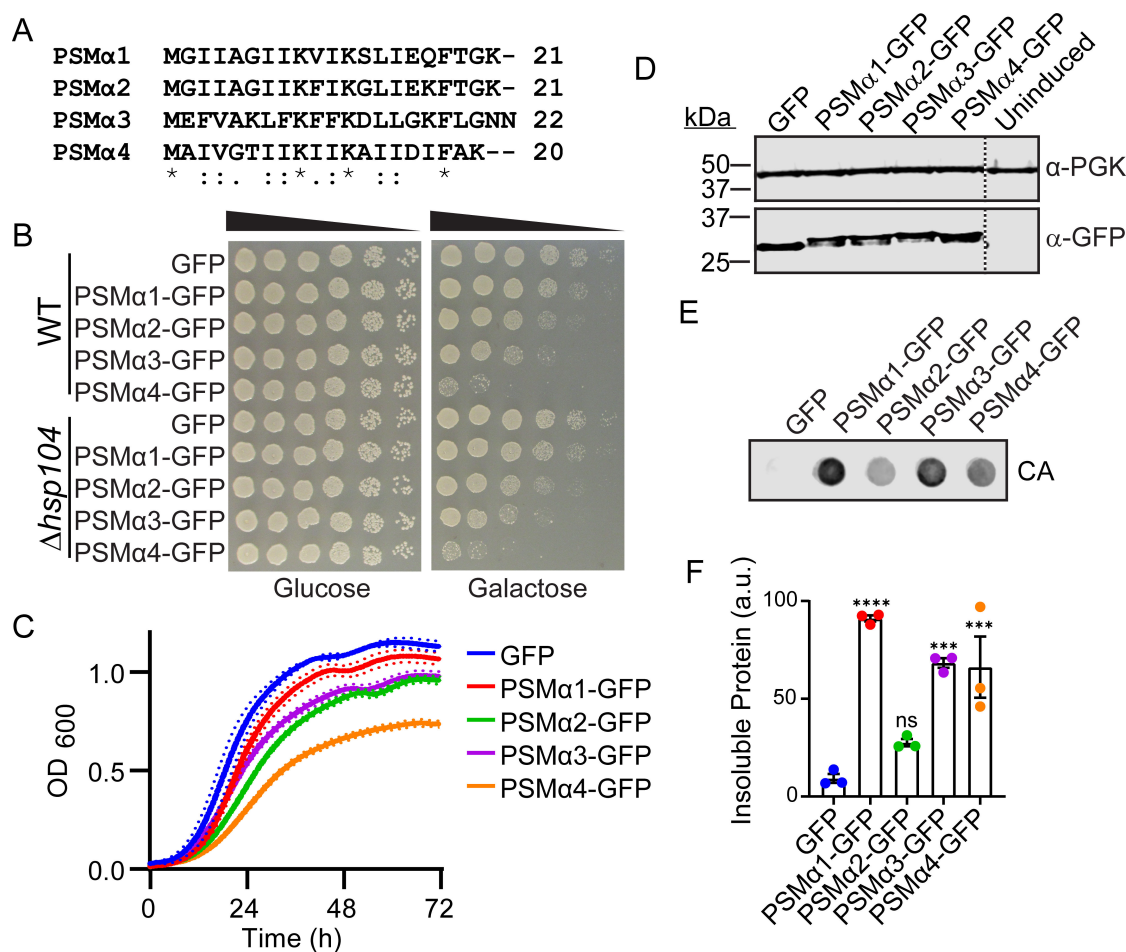 A
PSMα1 MGIIAGIIKVIKSLIEQFTGK- 21
PSMα2 MGIIAGIIKFIKGLIEKFTGK- 21
PSMα3 MEFVAKLFKFFKDLLGKFLGNN 22
PSMα4 MAIVGTIIKIIKAIIDIFAK-- 20
* ::. ::*.:* :: *
B
WT
GFP
PSMα1-GFP
PSMα2-GFP
PSMα3-GFP
PSMα4-GFP
Δhsp104
GFP
PSMα1-GFP
PSMα2-GFP
PSMα3-GFP
PSMα4-GFP
Glucose
Galactose
C
OD 600
1.0
0.5
0.0
0
24
48
72
Time (h)
GFP
PSMα1-GFP
PSMα2-GFP
PSMα3-GFP
PSMα4-GFP
D
kDa
GFP
PSMα1-GFP
PSMα2-GFP
PSMα3-GFP
PSMα4-GFP
Uninduced
50
37
α-PGK
37
25
α-GFP
E
GFP
PSMα1-GFP
PSMα2-GFP
PSMα3-GFP
PSMα4-GFP
CA
F
Insoluble Protein (a.u.)
100
50
0
****
ns
***
***
GFP
PSMα1-GFP
PSMα2-GFP
PSMα3-GFP
PSMα4-GFP